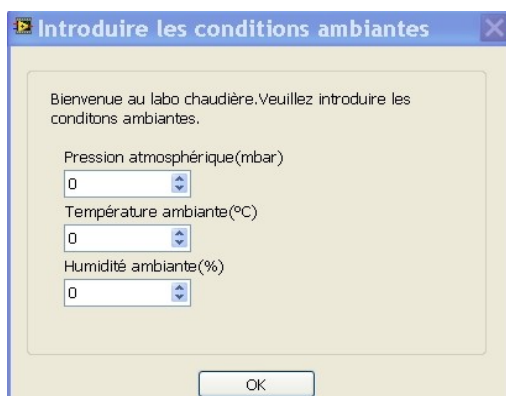 Introduire les conditions ambiantes
Bienvenue au labo chaudière.Veuillez introduire les
conditons ambiantes.
Pression atmosphérique(mbar)
0
Température ambiante(ºC)
0
Humidité ambiante(%)
0
OK